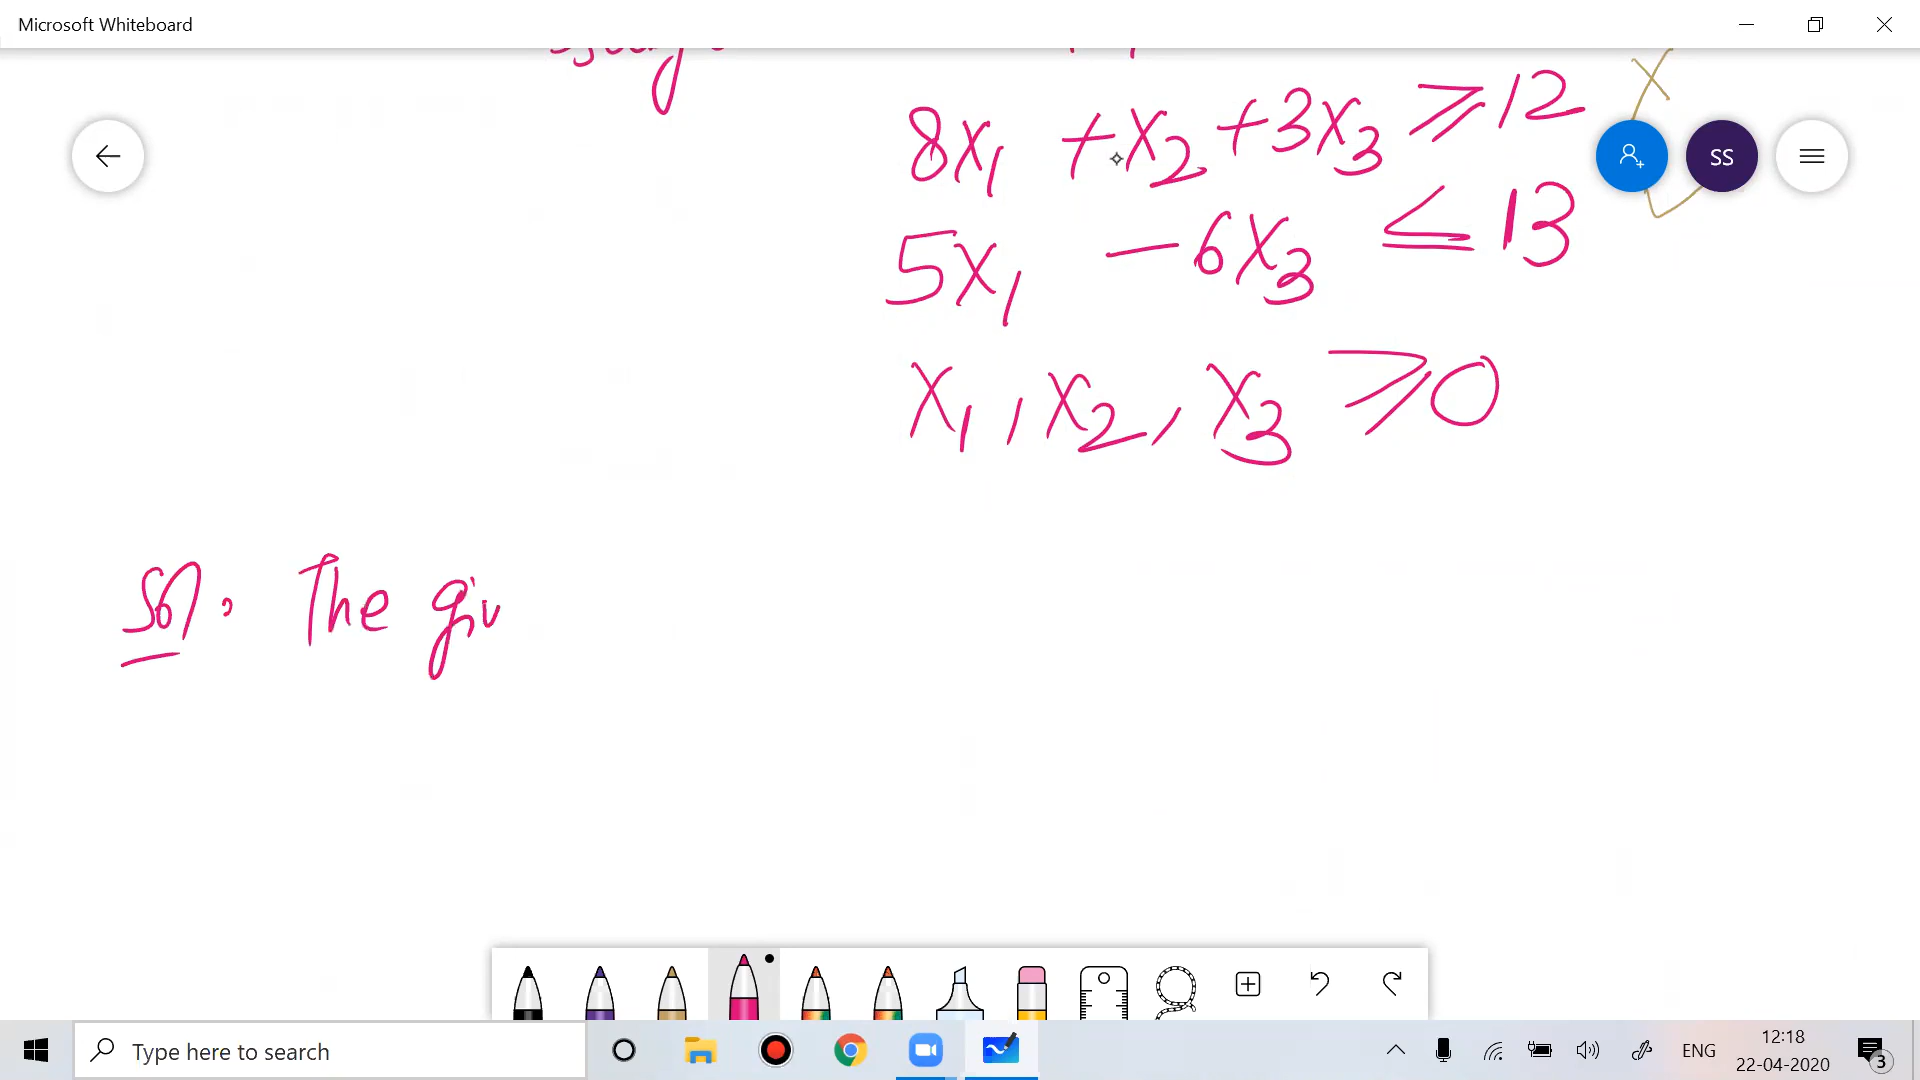 Microsoft Whiteboard
8x₁ + x₂ + 3x₃ ⩾ 12
SS
5x₁ - 6x₃ ≤ 13
x₁, x₂, x₃ ⩾ 0
Sol: The giv
Type here to search
ENG
12:18
22-04-2020
3